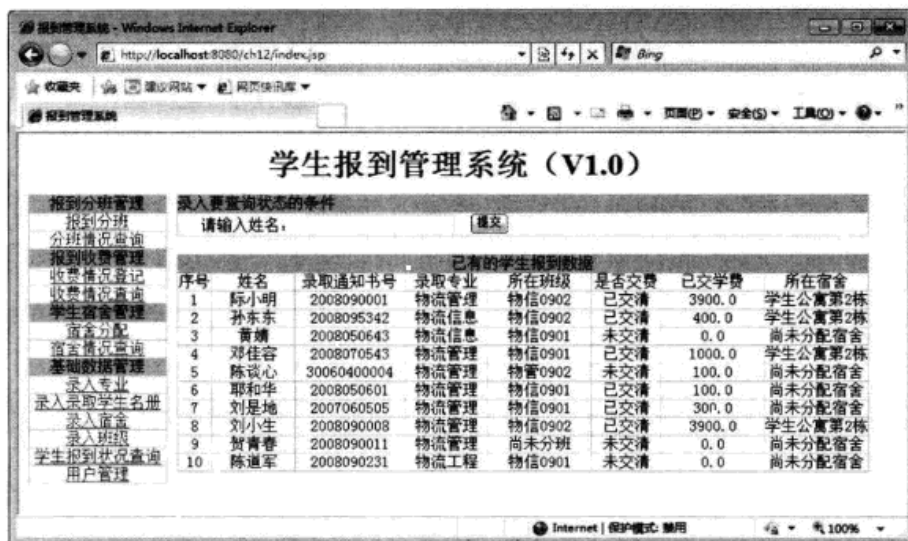 报到管理系统 - Windows Internet Explorer
http://localhost:8080/ch12/index.jsp
Bing
收藏夹 建议网站 网页快讯库
报到管理系统 页面(P) 安全(S) 工具(O)
学生报到管理系统（V1.0）
报到分班管理
报到分班
分班情况查询
报到收费管理
收费情况登记
收费情况查询
学生宿舍管理
宿舍分配
宿舍情况查询
基础数据管理
录入专业
录入录取学生名册
录入宿舍
录入班级
学生报到状况查询
用户管理
录入要查询状态的条件
请输入姓名： 提交
已有的学生报到数据
序号 姓名 录取通知书号 录取专业 所在班级 是否交费 已交学费 所在宿舍
1 际小明 2008090001 物流管理 物信0902 已交清 3900.0 学生公寓第2栋
2 孙东东 2008095342 物流信息 物信0902 已交清 400.0 学生公寓第2栋
3 黄婧 2008050643 物流信息 物信0901 未交清 0.0 尚未分配宿舍
4 邓佳容 2008070543 物流管理 物信0901 已交清 1000.0 学生公寓第2栋
5 陈谈心 30060400004 物流管理 物管0902 未交清 100.0 尚未分配宿舍
6 耶和华 2008050601 物流管理 物信0901 已交清 100.0 尚未分配宿舍
7 刘是地 2007060505 物流管理 物信0901 已交清 300.0 尚未分配宿舍
8 刘小生 2008090008 物流管理 物信0902 已交清 3900.0 学生公寓第2栋
9 贺青春 2008090011 物流管理 尚未分班 未交清 0.0 尚未分配宿舍
10 陈道军 2008090231 物流工程 物信0901 未交清 0.0 尚未分配宿舍
Internet | 保护模式: 禁用 100%